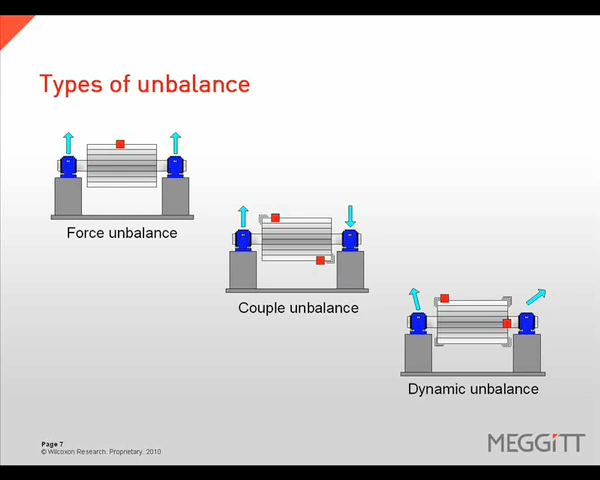 Types of unbalance
Force unbalance
Couple unbalance
Dynamic unbalance
Page 7
© Wilcoxon Research. Proprietary. 2010
MEGGiTT